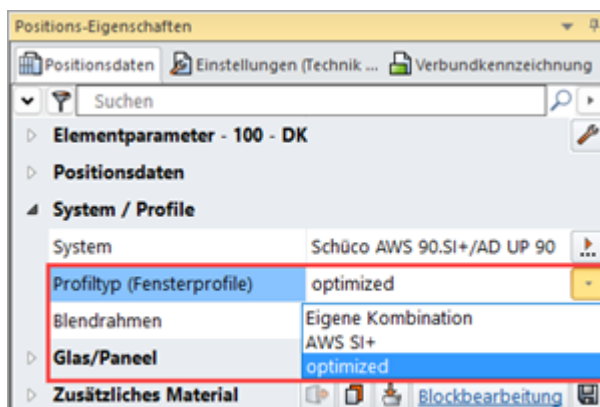 Positions-Eigenschaften
Positionsdaten Einstellungen (Technik ... Verbundkennzeichnung
Suchen
Elementparameter - 100 - DK
Positionsdaten
System / Profile
System Schüco AWS 90.SI+/AD UP 90
Profiltyp (Fensterprofile) optimized
Blendrahmen Eigene Kombination
AWS SI+
Glas/Paneel optimized
Zusätzliches Material Blockbearbeitung